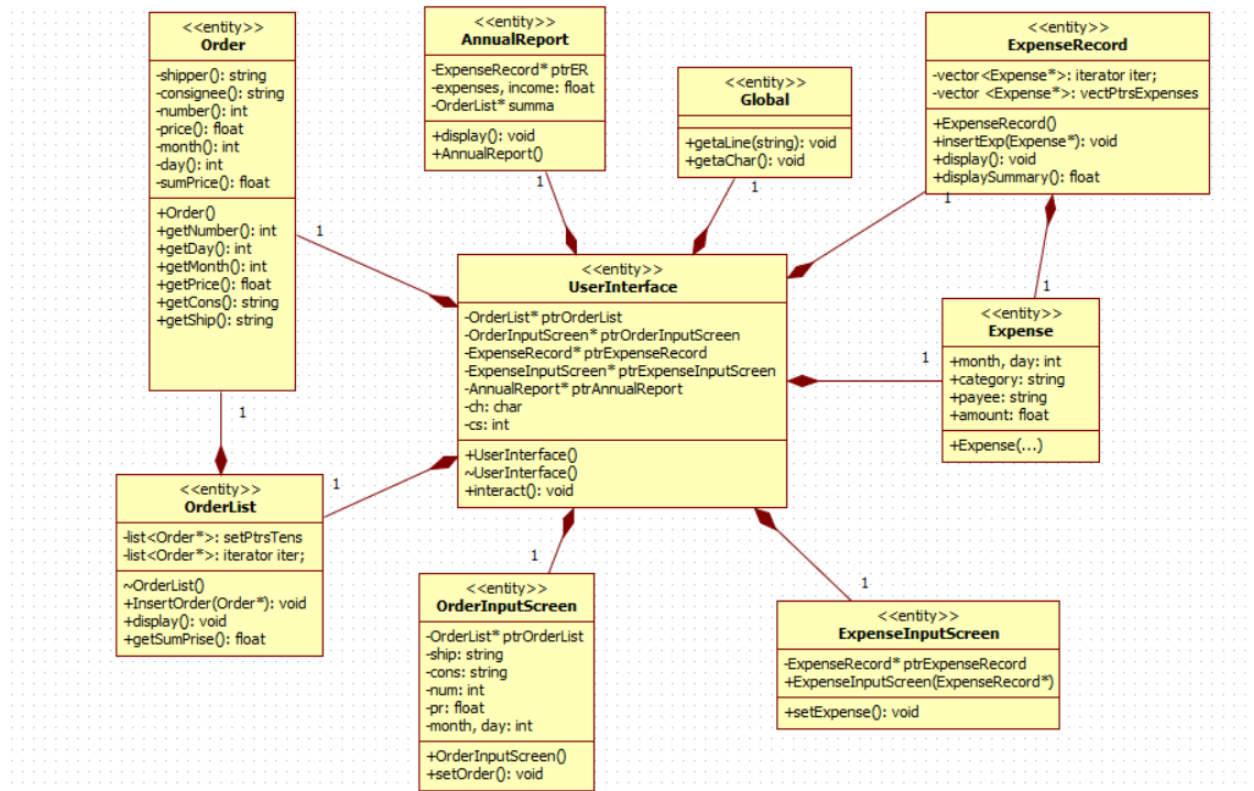 <<entity>>
Order
-shipper(): string
-consignee(): string
-number(): int
-price(): float
-month(): int
-day(): int
-sumPrice(): float
+Order()
+getNumber(): int
+getDay(): int
+getMonth(): int
+getPrice(): float
+getCons(): string
+getShip(): string
<<entity>>
AnnualReport
-ExpenseRecord* ptrER
-expenses, income: float
-OrderList* summa
+display(): void
+AnnualReport()
<<entity>>
Global
+getaLine(string): void
+getaChar(): void
<<entity>>
ExpenseRecord
-vector<Expense*>: iterator iter;
-vector <Expense*>: vectPtrsExpenses
+ExpenseRecord()
+insertExp(Expense*): void
+display(): void
+displaySummary(): float
1
1
1
1
<<entity>>
UserInterface
-OrderList* ptrOrderList
-OrderInputScreen* ptrOrderInputScreen
-ExpenseRecord* ptrExpenseRecord
-ExpenseInputScreen* ptrExpenseInputScreen
-AnnualReport* ptrAnnualReport
-ch: char
-cs: int
+UserInterface()
~UserInterface()
+interact(): void
1
1
<<entity>>
Expense
+month, day: int
+category: string
+payee: string
+amount: float
+Expense(...)
1
1
<<entity>>
OrderList
-list<Order*>: setPtrsTens
-list<Order*>: iterator iter;
~OrderList()
+InsertOrder(Order*): void
+display(): void
+getSumPrise(): float
1
<<entity>>
OrderInputScreen
-OrderList* ptrOrderList
-ship: string
-cons: string
-num: int
-pr: float
-month, day: int
+OrderInputScreen()
+setOrder(): void
1
<<entity>>
ExpenseInputScreen
-ExpenseRecord* ptrExpenseRecord
+ExpenseInputScreen(ExpenseRecord*)
+setExpense(): void